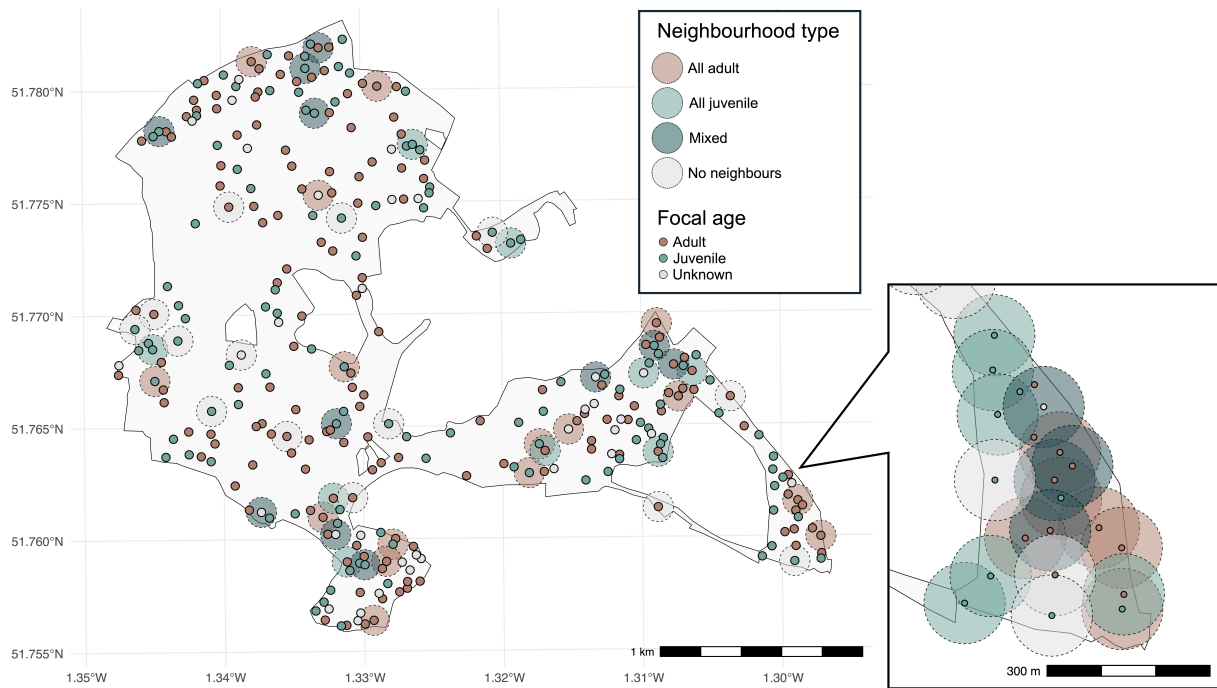 Neighbourhood type
All adult
All juvenile
Mixed
No neighbours
Focal age
Adult
Juvenile
Unknown
51.780°N
51.775°N
51.770°N
51.765°N
51.760°N
51.755°N
1.35°W
1.34°W
1.33°W
1.32°W
1.31°W
1.30°W
1 km
300 m